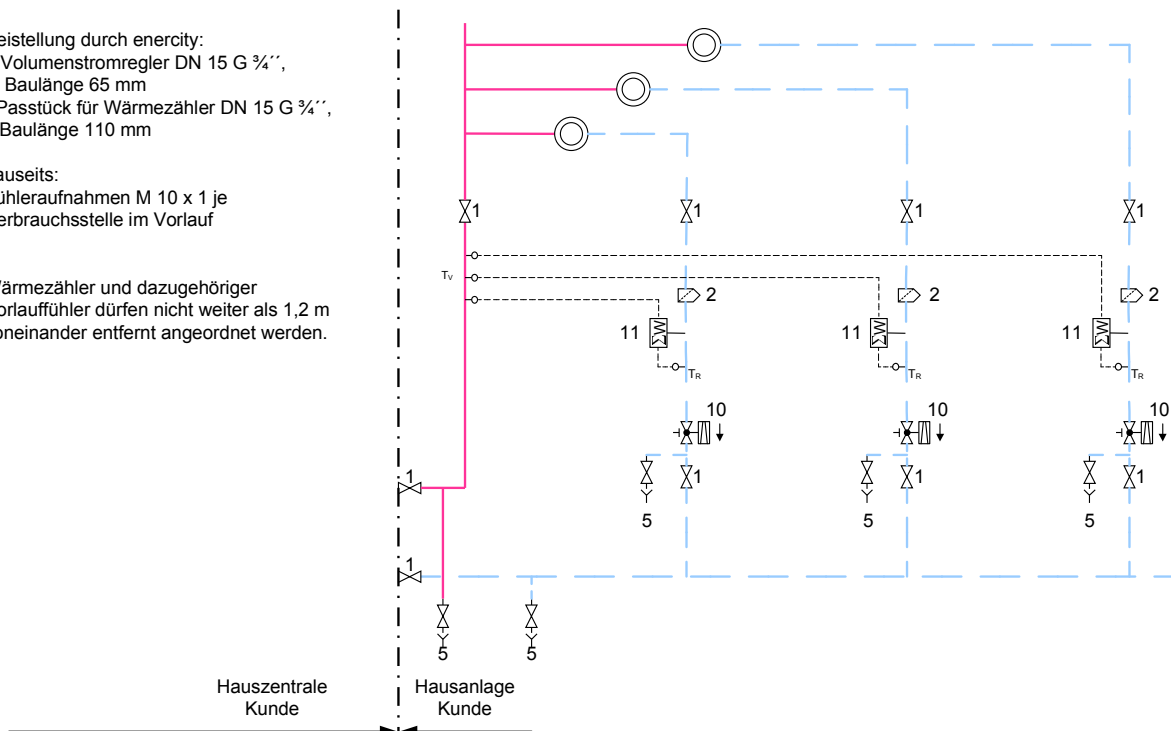 eistellung durch enercity:
Volumenstromregler DN 15 G ¾´´,
Baulänge 65 mm
Passtück für Wärmezähler DN 15 G ¾´´,
Baulänge 110 mm
auseits:
ühleraufnahmen M 10 x 1 je
erbrauchsstelle im Vorlauf
ärmezähler und dazugehöriger
orlauffühler dürfen nicht weiter als 1,2 m
oneinander entfernt angeordnet werden.
1 1 1 1
Tv
2 2 2
11 11 11
TR TR TR
10 10 10
1 1 1 1
5 5 5
1
5 5
Hauszentrale
Kunde
Hausanlage
Kunde